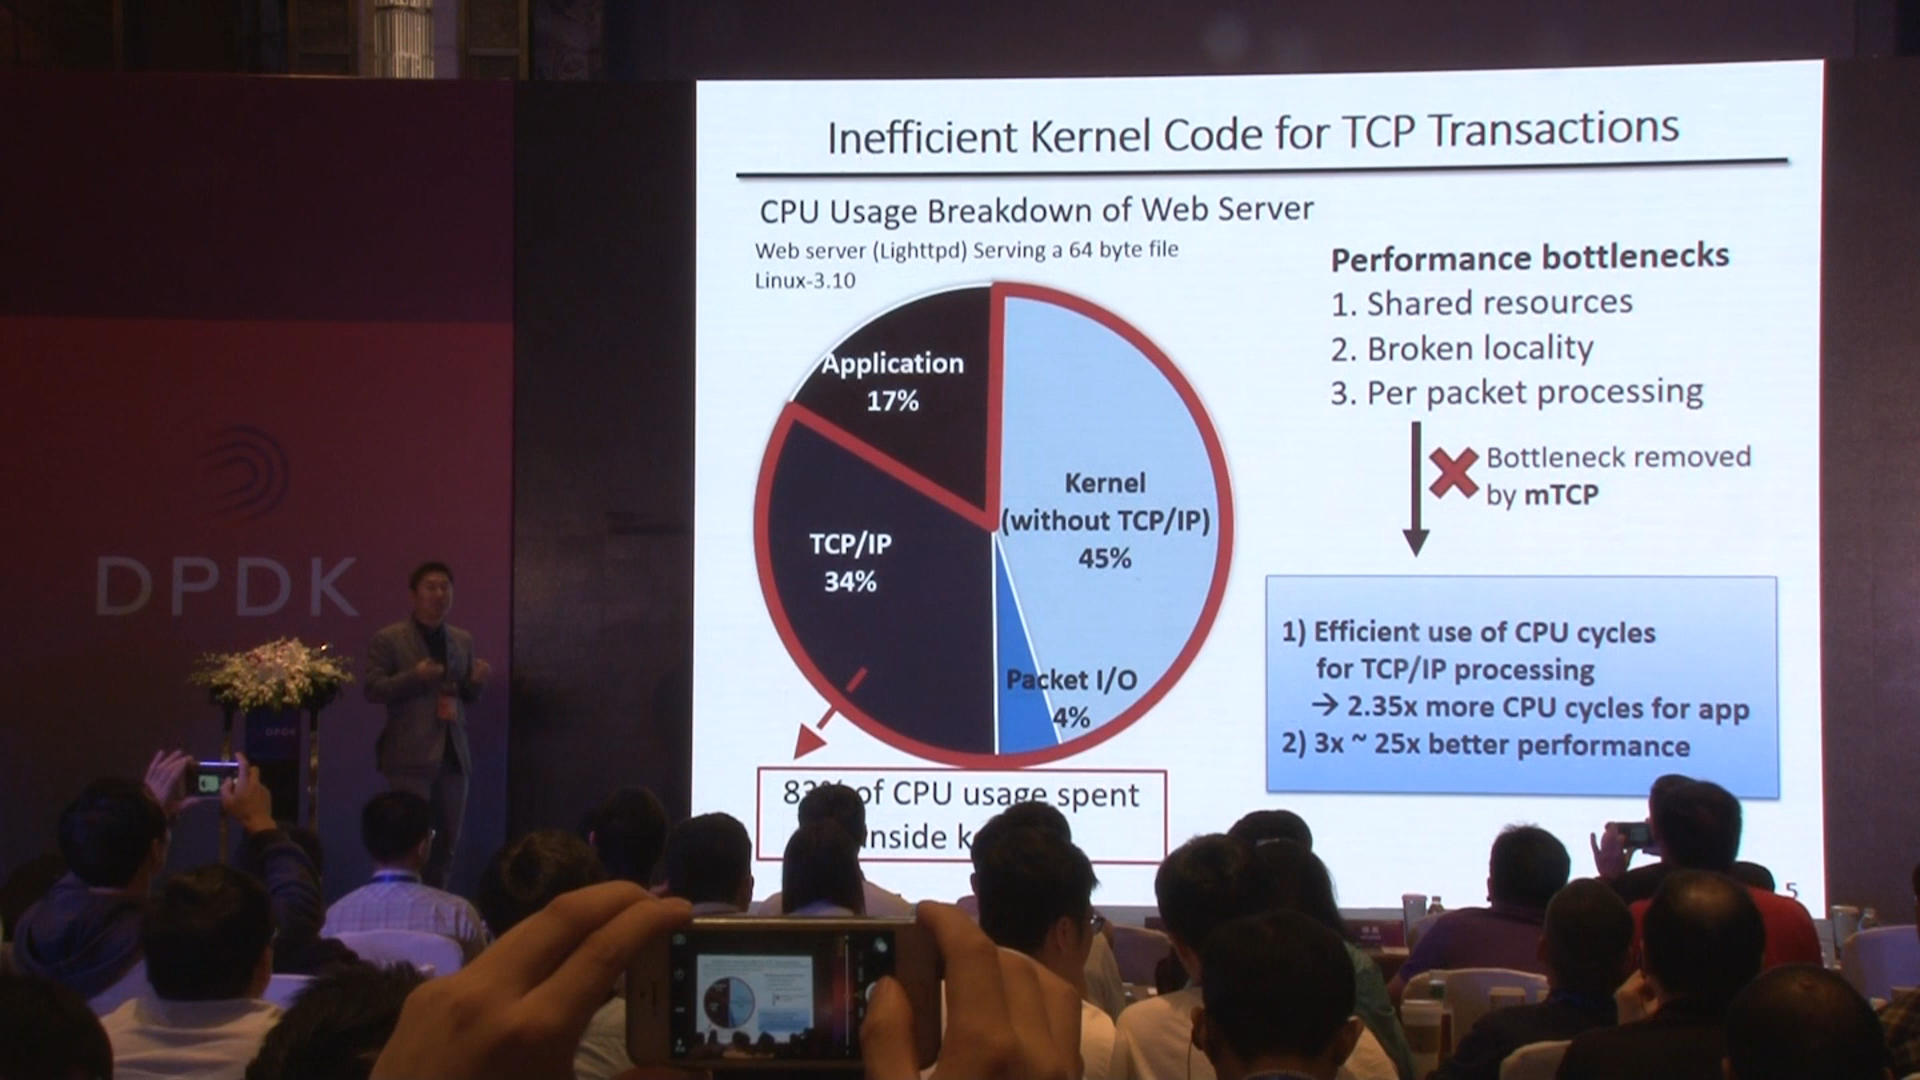 Inefficient Kernel Code for TCP Transactions
CPU Usage Breakdown of Web Server
Web server (Lighttpd) Serving a 64 byte file
Linux-3.10
Application
17%
Kernel
(without TCP/IP)
45%
TCP/IP
34%
Packet I/O
4%
of CPU usage spent
Performance bottlenecks
1. Shared resources
2. Broken locality
3. Per packet processing
Bottleneck removed
by mTCP
1) Efficient use of CPU cycles
for TCP/IP processing
→ 2.35x more CPU cycles for app
2) 3x ~ 25x better performance
5
DPDK
DPDK